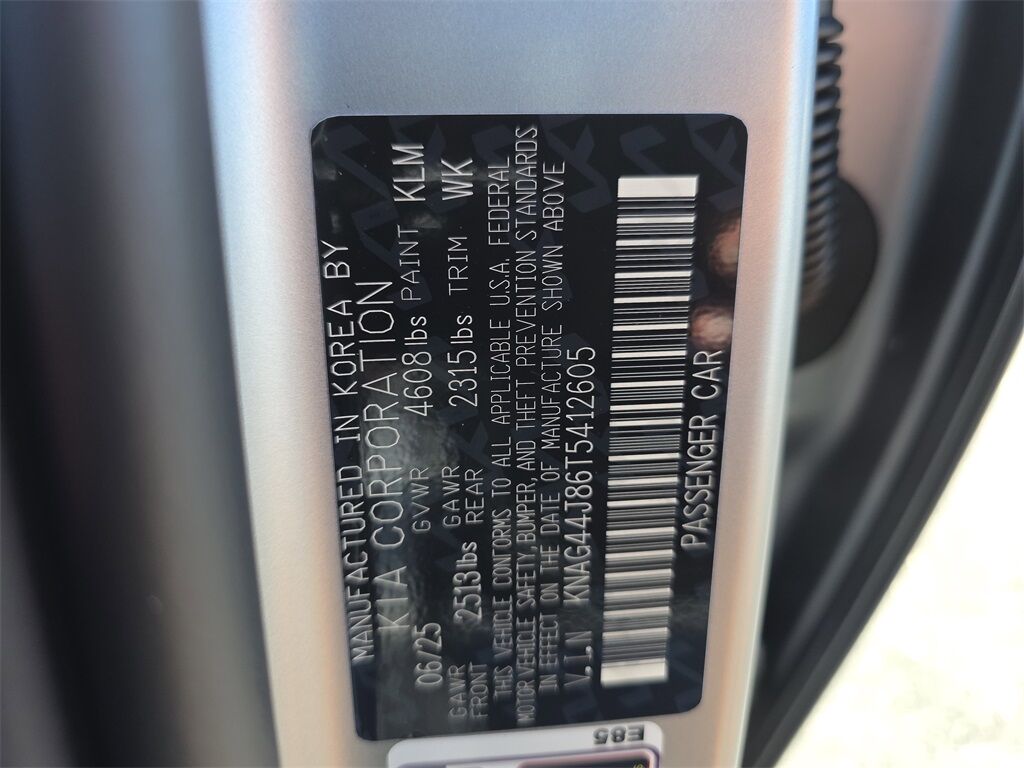 MANUFACTURED IN KOREA BY
KIA CORPORATION
06/25 GVWR 4608lbs PAINT KLM
GAWR FRONT 2513lbs GAWR REAR 2315lbs TRIM WK
THIS VEHICLE CONFORMS TO ALL APPLICABLE U.S.A. FEDERAL
MOTOR VEHICLE SAFETY, BUMPER, AND THEFT PREVENTION STANDARDS
IN EFFECT ON THE DATE OF MANUFACTURE SHOWN ABOVE
V.I.N KNAG44J86T5412605
PASSENGER CAR
E85